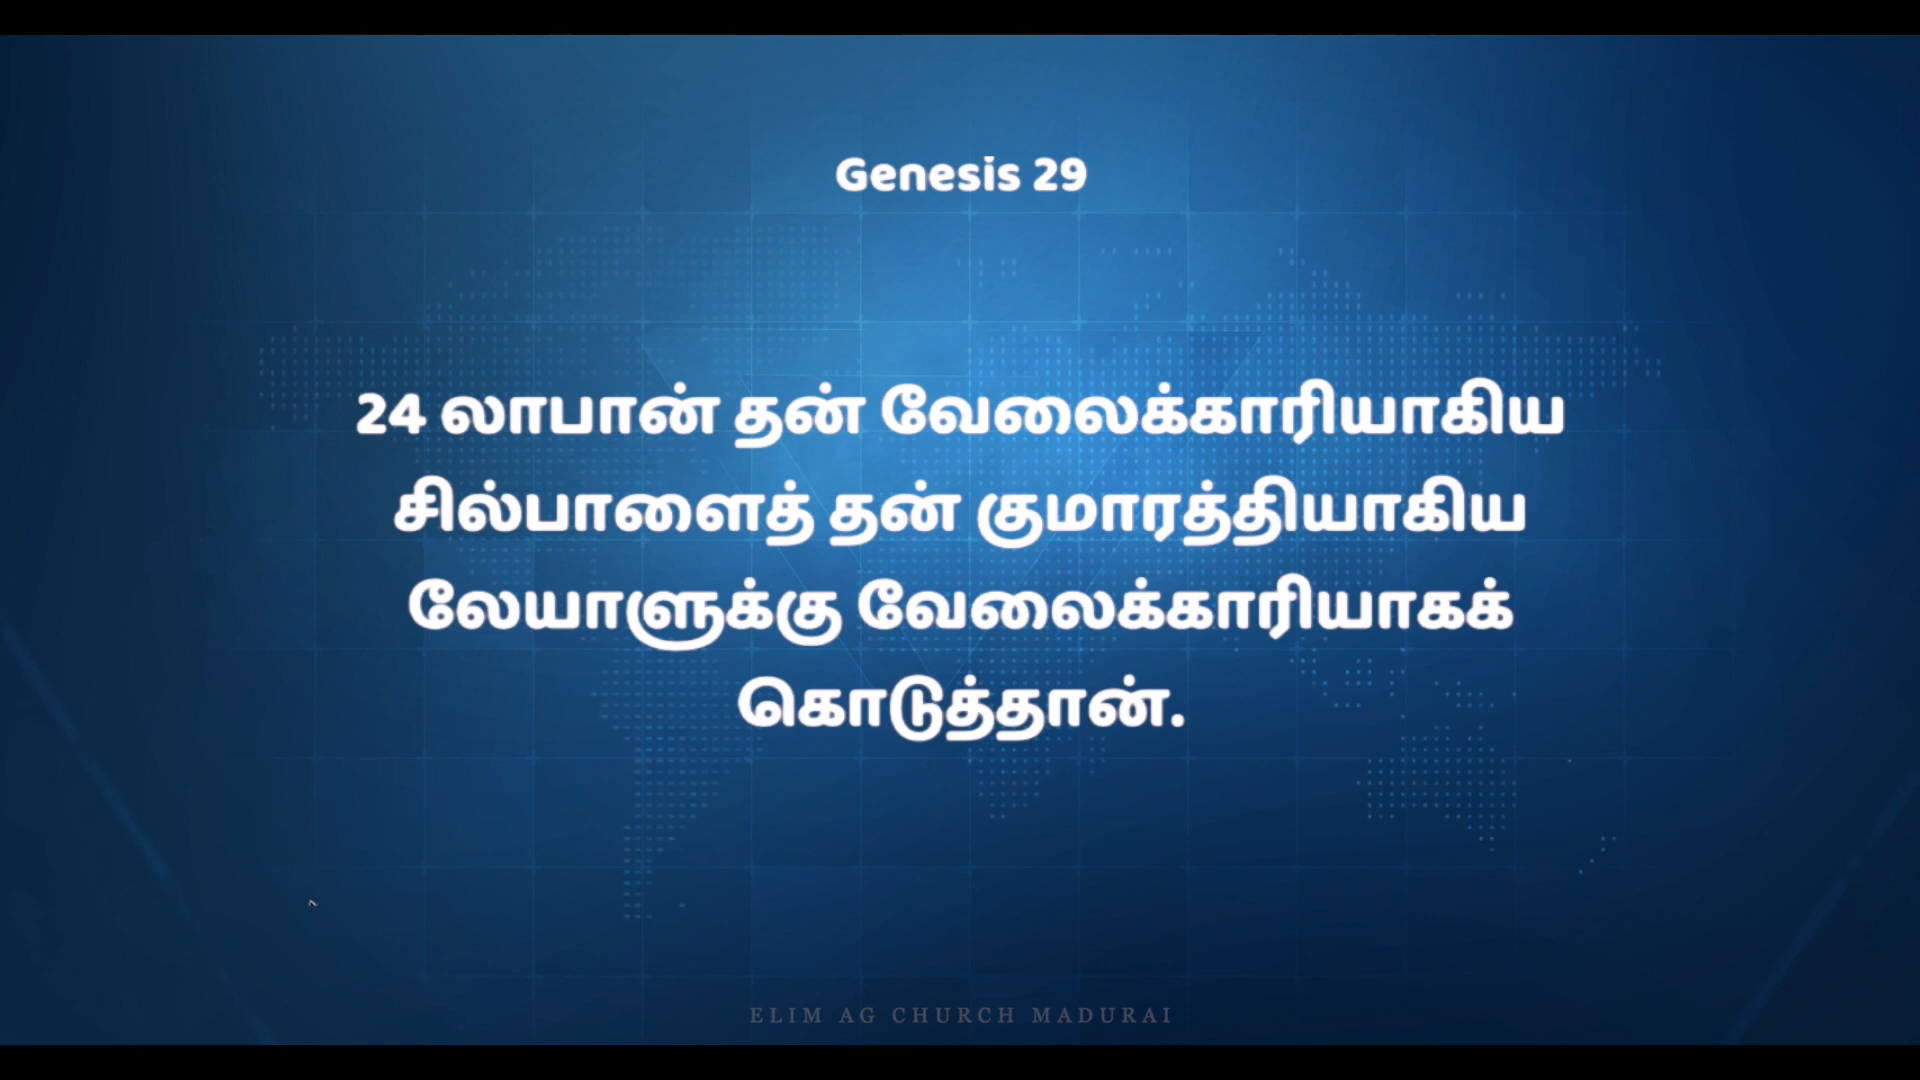 Genesis 29
24 லாபான் தன் வேலைக்காரியாகிய
சில்பாளைத் தன் குமாரத்தியாகிய
லேயாளுக்கு வேலைக்காரியாகக்
கொடுத்தான்.
ELIM AG CHURCH MADURAI